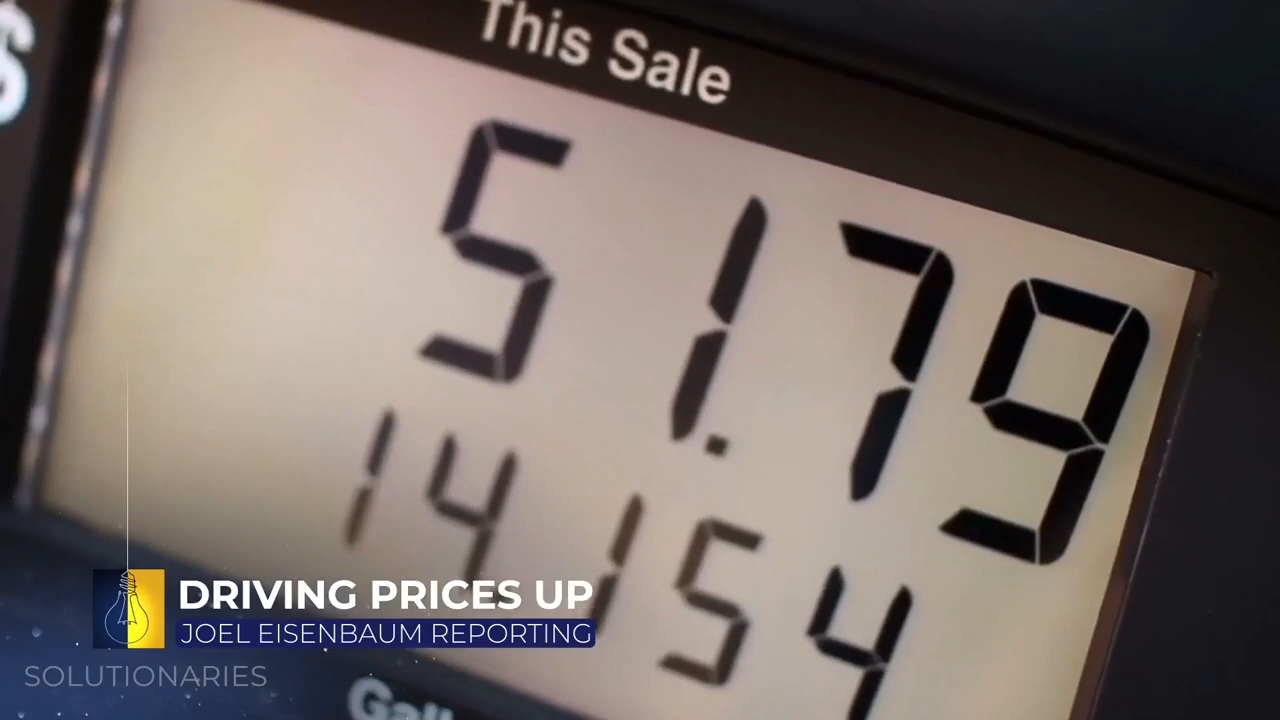 $
This Sale
51.79
14.154
DRIVING PRICES UP
JOEL EISENBAUM REPORTING
SOLUTIONARIES